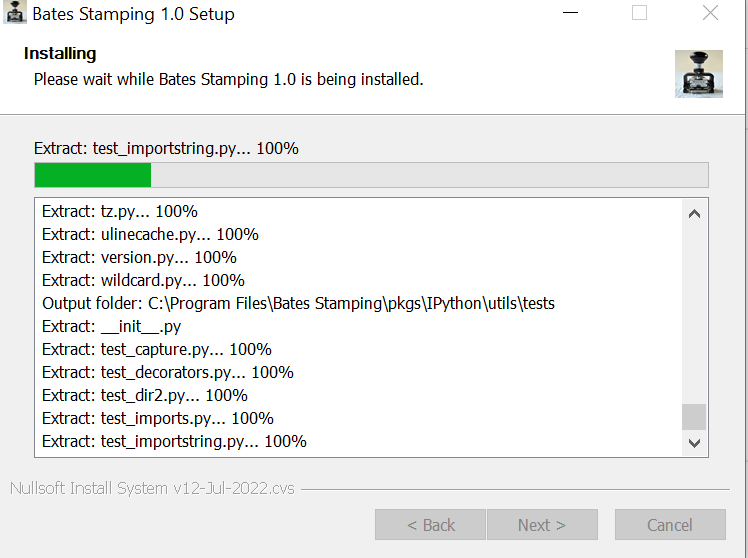 Bates Stamping 1.0 Setup
Installing
Please wait while Bates Stamping 1.0 is being installed.
Extract: test_importstring.py... 100%
Extract: tz.py... 100%
Extract: ulinecache.py... 100%
Extract: version.py... 100%
Extract: wildcard.py... 100%
Output folder: C:\Program Files\Bates Stamping\pkgs\IPython\utils\tests
Extract: __init__.py
Extract: test_capture.py... 100%
Extract: test_decorators.py... 100%
Extract: test_dir2.py... 100%
Extract: test_imports.py... 100%
Extract: test_importstring.py... 100%
Nullsoft Install System v12-Jul-2022.cvs
< Back
Next >
Cancel